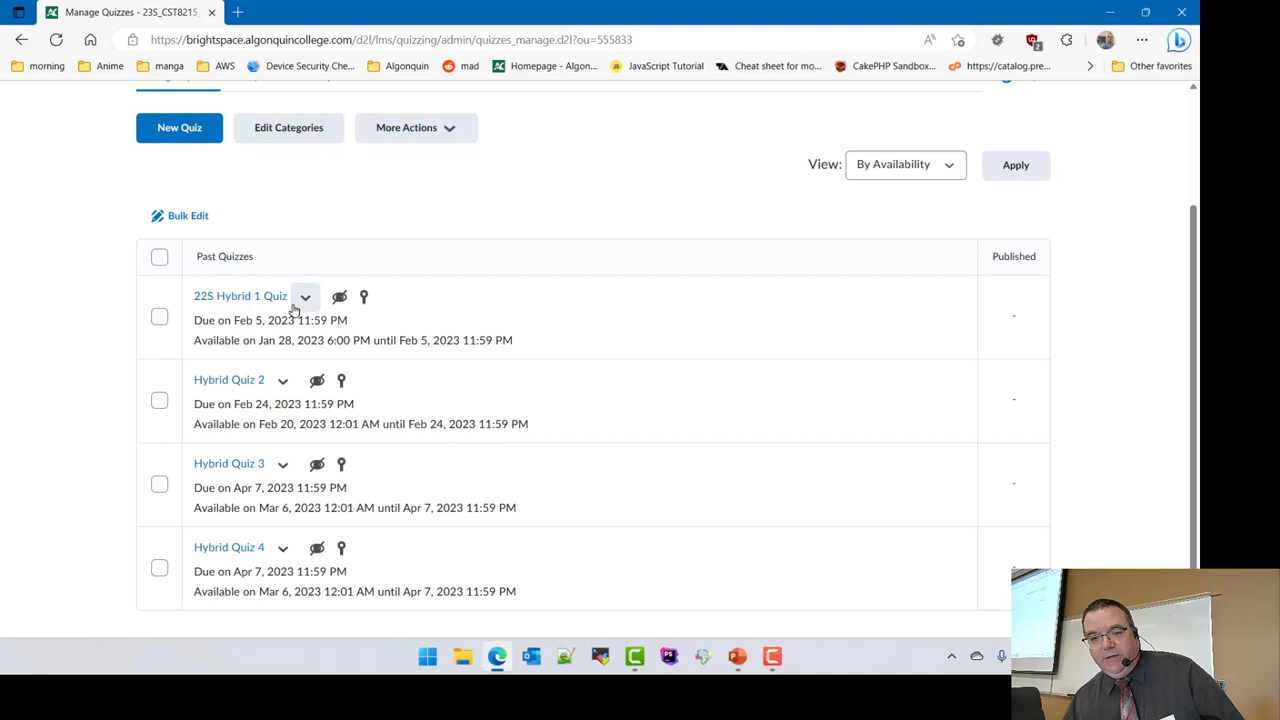 Manage Quizzes - 23S_CST8215_
https://brightspace.algonquincollege.com/d2l/lms/quizzing/admin/quizzes_manage.d2l?ou=555833
morning Anime manga AWS Device Security Che... Algonquin mad Homepage - Algon... JavaScript Tutorial Cheat sheet for mo... CakePHP Sandbox... https://catalog.pre... Other favorites
New Quiz Edit Categories More Actions
View: By Availability Apply
Bulk Edit
Past Quizzes Published
22S Hybrid 1 Quiz
Due on Feb 5, 2023 11:59 PM
-
Available on Jan 28, 2023 6:00 PM until Feb 5, 2023 11:59 PM
Hybrid Quiz 2
Due on Feb 24, 2023 11:59 PM
-
Available on Feb 20, 2023 12:01 AM until Feb 24, 2023 11:59 PM
Hybrid Quiz 3
Due on Apr 7, 2023 11:59 PM
-
Available on Mar 6, 2023 12:01 AM until Apr 7, 2023 11:59 PM
Hybrid Quiz 4
Due on Apr 7, 2023 11:59 PM
Available on Mar 6, 2023 12:01 AM until Apr 7, 2023 11:59 PM